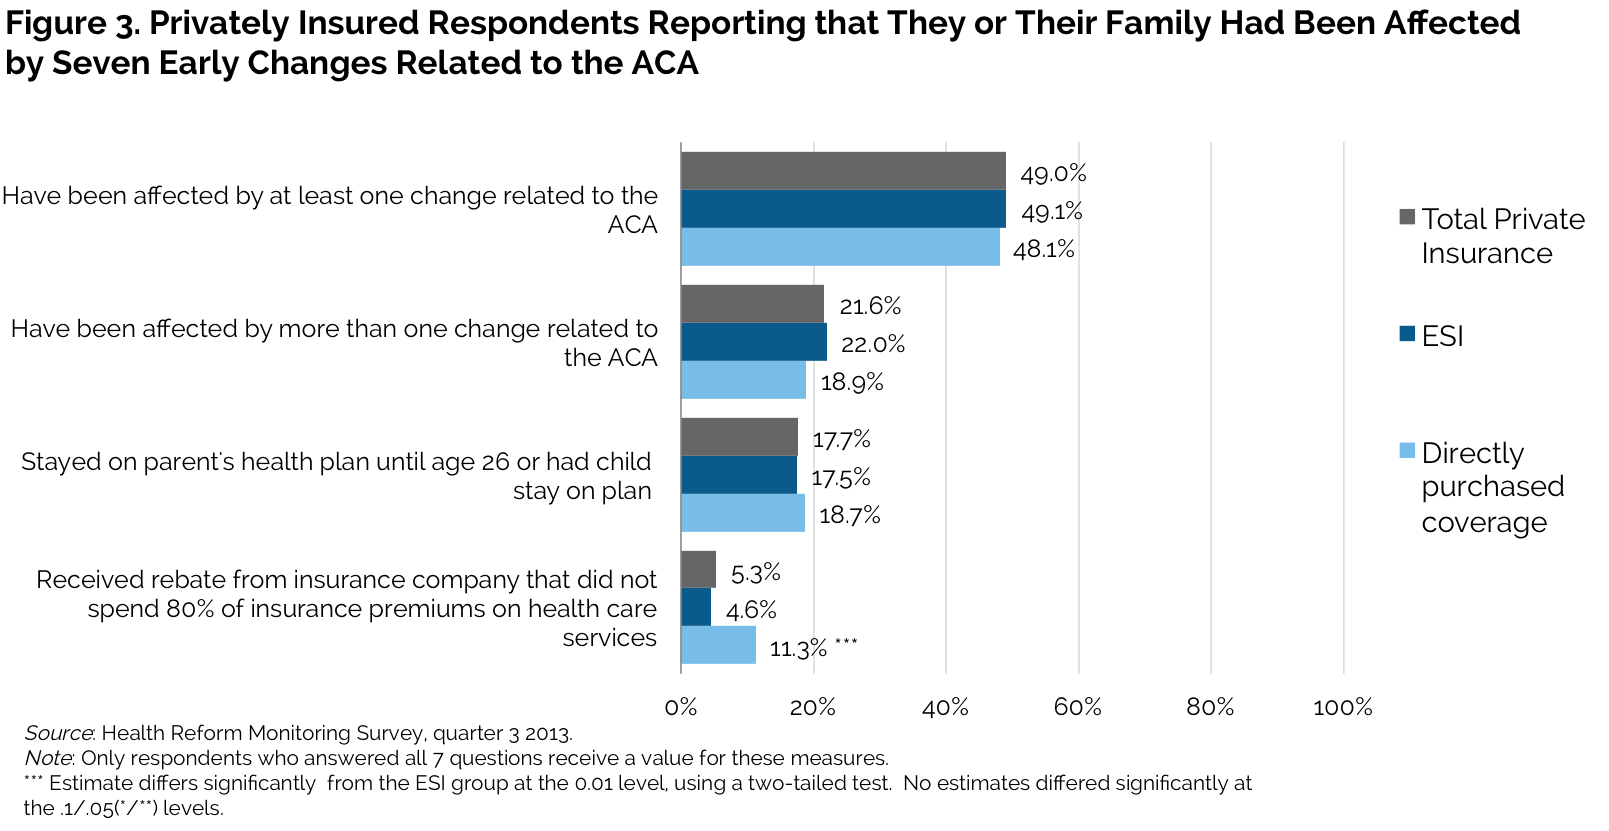 Figure 3. Privately Insured Respondents Reporting that They or Their Family Had Been Affected
by Seven Early Changes Related to the ACA
Have been affected by at least one change related to the
ACA
49.0%
49.1%
48.1%
Have been affected by more than one change related to
the ACA
21.6%
22.0%
18.9%
Stayed on parent's health plan until age 26 or had child
stay on plan
17.7%
17.5%
18.7%
Received rebate from insurance company that did not
spend 80% of insurance premiums on health care
services
5.3%
4.6%
11.3% ***
0% 20% 40% 60% 80% 100%
Total Private
Insurance
ESI
Directly
purchased
coverage
Source: Health Reform Monitoring Survey, quarter 3 2013.
Note: Only respondents who answered all 7 questions receive a value for these measures.
*** Estimate differs significantly  from the ESI group at the 0.01 level, using a two-tailed test.  No estimates differed significantly at
the .1/.05(*/**) levels.